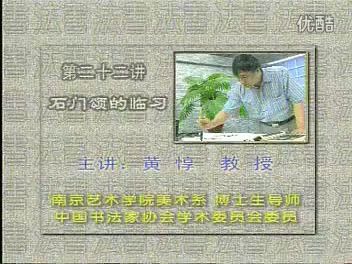 优酷
第二十二讲
石门颂的临习
主讲：黄 惇 教 授
南京艺术学院美术系 博士生导师
中国书法家协会学术委员会委员